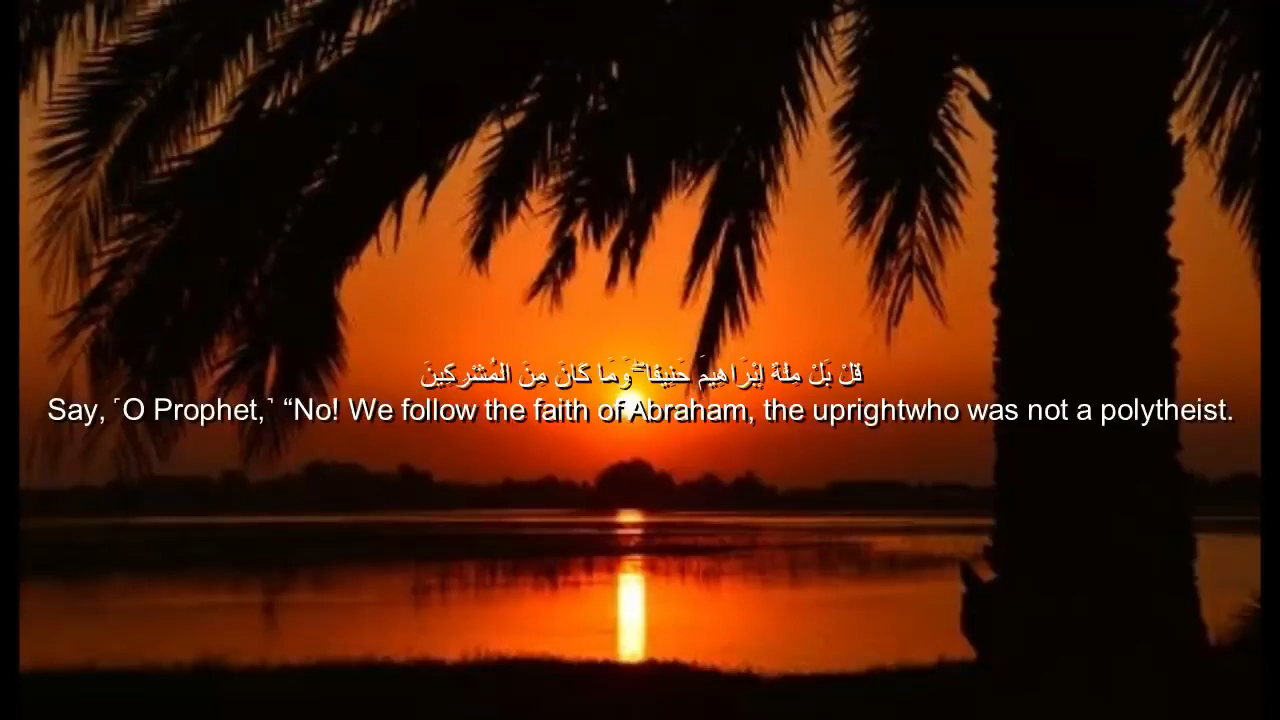 قُلْ بَلْ مِلَّةَ إِبْرَاهِيمَ حَنِيفًا ۖ وَمَا كَانَ مِنَ الْمُشْرِكِينَ
Say, ˹O Prophet,˺ “No! We follow the faith of Abraham, the uprightwho was not a polytheist.